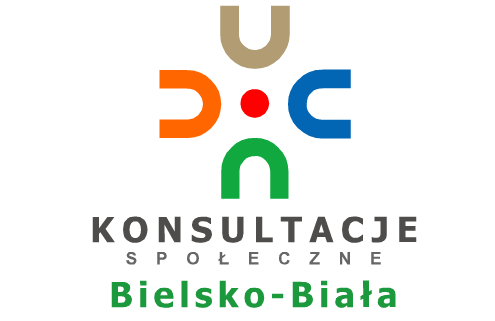 KONSULTACJE
SPOŁECZNE
Bielsko-Biała